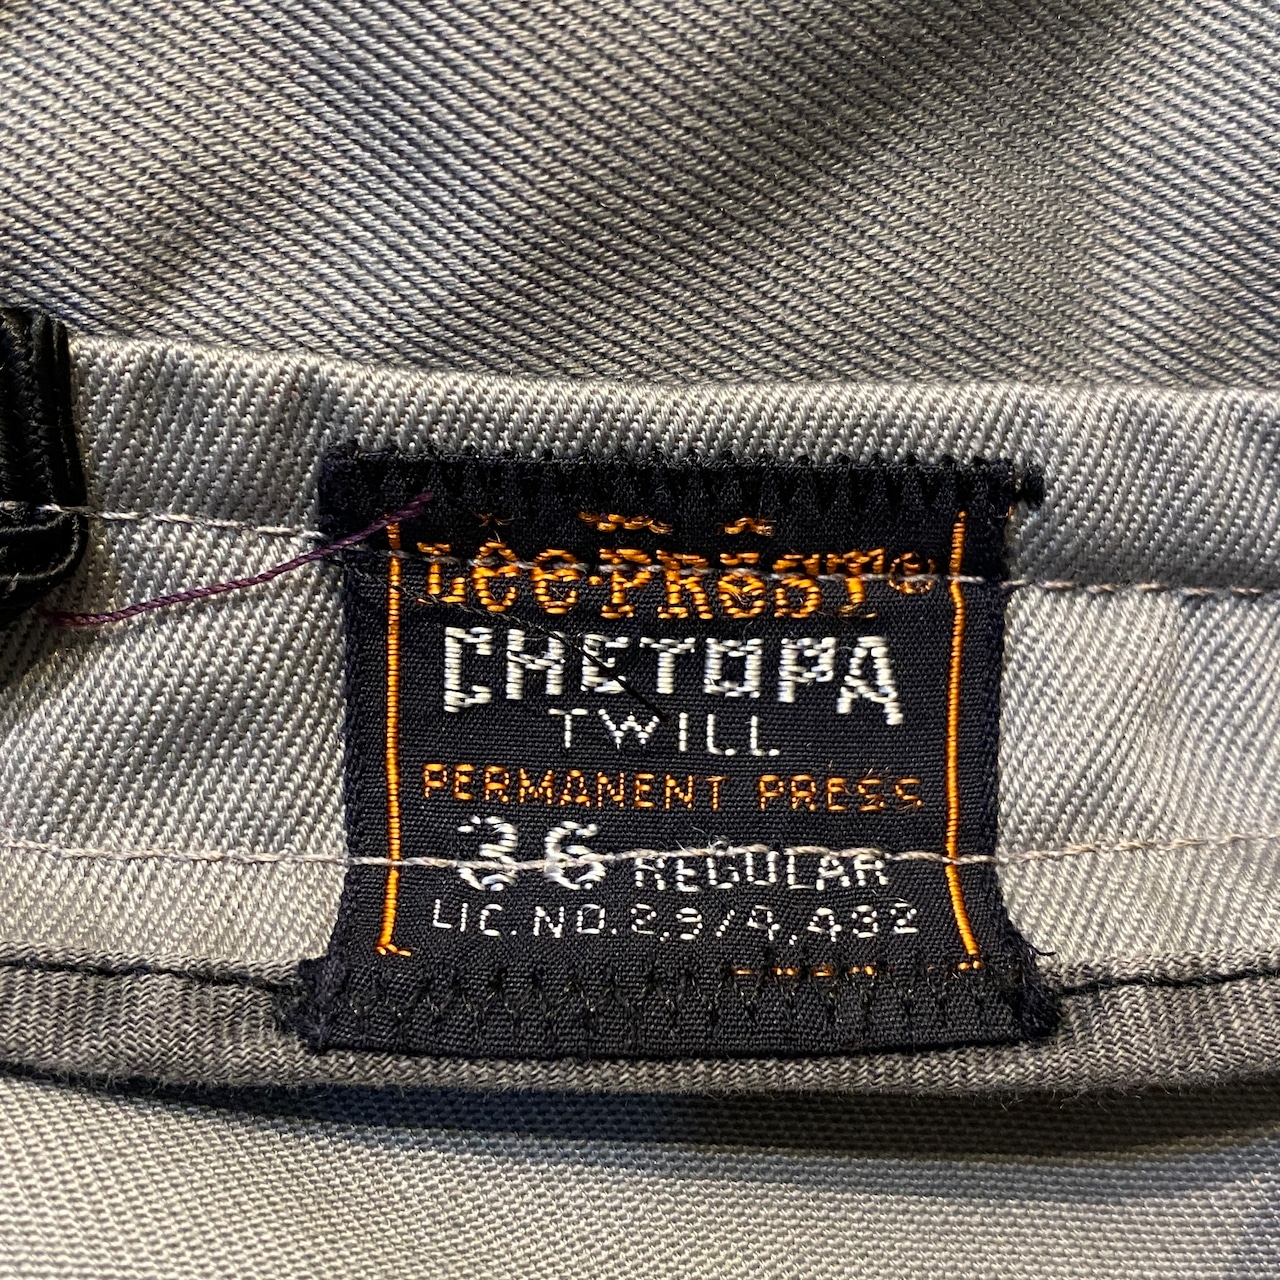 Lee-PResT®
CHETOPA
TWILL
PERMANENT PRESS
36 REGULAR
LIC. NO. 2,974,432